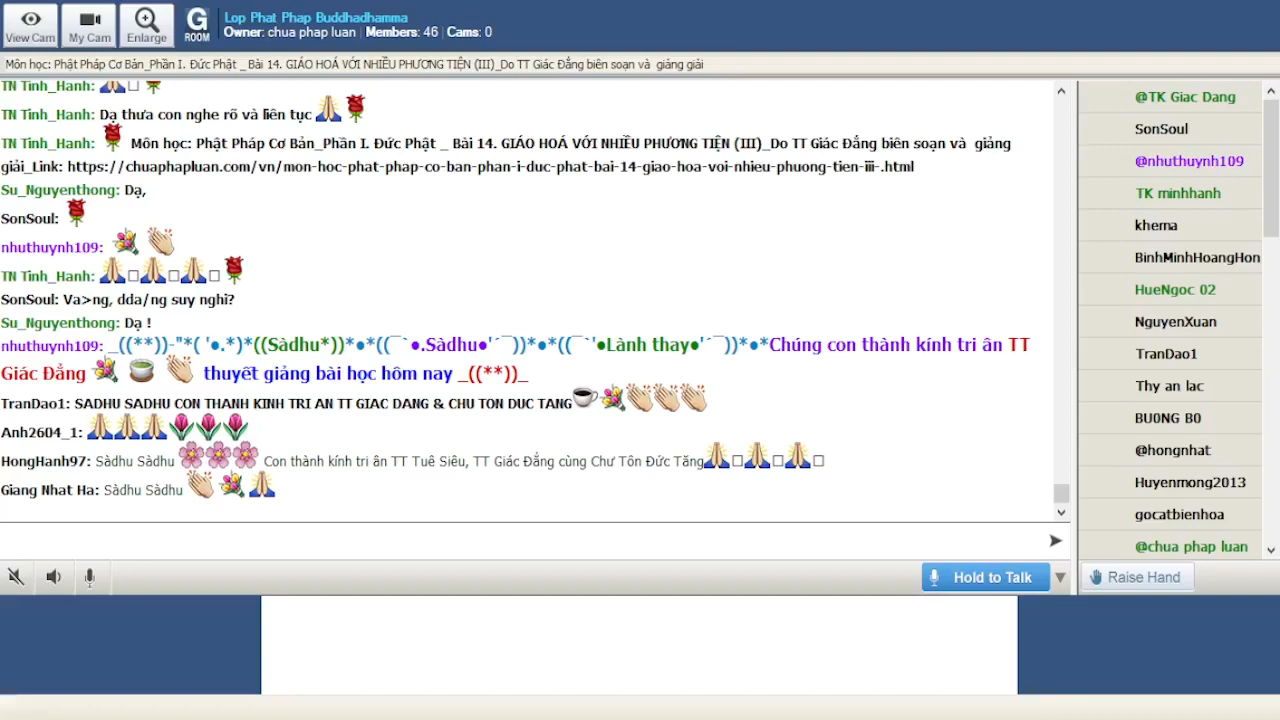 View Cam
My Cam
Enlarge
G ROOM
Lop Phat Phap Buddhadhamma
Owner: chua phap luan | Members: 46 | Cams: 0
Môn học: Phật Pháp Cơ Bản_Phần I. Đức Phật _ Bài 14. GIÁO HOÁ VỚI NHIỀU PHƯƠNG TIỆN (III)_Do TT Giác Đẳng biên soạn và giảng giải
TN Tinh_Hanh:
TN Tinh_Hanh: Dạ thưa con nghe rõ và liên tục
TN Tinh_Hanh: Môn học: Phật Pháp Cơ Bản_Phần I. Đức Phật _ Bài 14. GIÁO HOÁ VỚI NHIỀU PHƯƠNG TIỆN (III)_Do TT Giác Đẳng biên soạn và giảng
giải_Link: https://chuaphapluan.com/vn/mon-hoc-phat-phap-co-ban-phan-i-duc-phat-bai-14-giao-hoa-voi-nhieu-phuong-tien-iii-.html
Su_Nguyenthong: Dạ,
SonSoul:
nhuthuynh109:
TN Tinh_Hanh:
SonSoul: Va>ng, dda/ng suy nghi?
Su_Nguyenthong: Dạ !
nhuthuynh109: _((**))-"*( '●.*)*((Sàdhu*))*●*((¯`●.Sàdhu●'´¯))*●*((¯`'●Lành thay●'´¯))*●*Chúng con thành kính tri ân TT
Giác Đẳng thuyết giảng bài học hôm nay _((**))_
TranDao1: SADHU SADHU CON THANH KINH TRI AN TT GIAC DANG & CHU TON DUC TANG
Anh2604_1:
HongHanh97: Sàdhu Sàdhu Con thành kính tri ân TT Tuê Siêu, TT Giác Đẳng cùng Chư Tôn Đức Tăng
Giang Nhat Ha: Sàdhu Sàdhu
@TK Giac Dang
SonSoul
@nhuthuynh109
TK minhhanh
khema
BinhMinhHoangHon
HueNgoc 02
NguyenXuan
TranDao1
Thy an lac
BU0NG B0
@hongnhat
Huyenmong2013
gocatbienhoa
@chua phap luan
Hold to Talk
Raise Hand